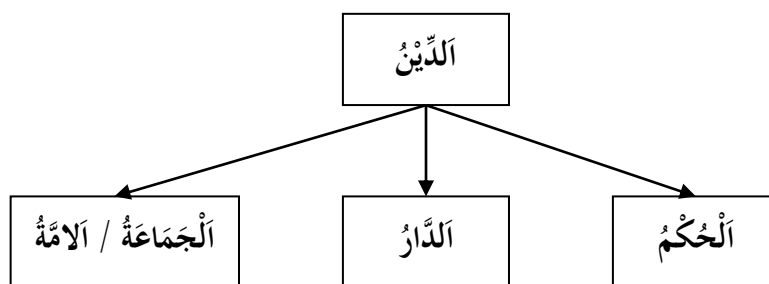 اَلدِّيْنُ
اَلْحُكْمُ
اَلدَّارُ
اَلْجَمَاعَةُ / اَلامَّةُ